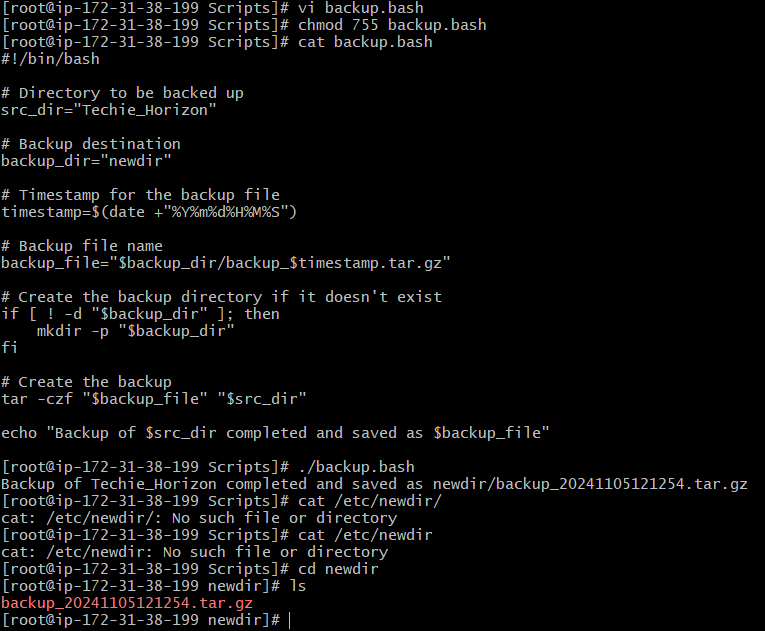 [root@ip-172-31-38-199 Scripts]# vi backup.bash
[root@ip-172-31-38-199 Scripts]# chmod 755 backup.bash
[root@ip-172-31-38-199 Scripts]# cat backup.bash
#!/bin/bash

# Directory to be backed up
src_dir="Techie_Horizon"

# Backup destination
backup_dir="newdir"

# Timestamp for the backup file
timestamp=$(date +"%Y%m%d%H%M%S")

# Backup file name
backup_file="$backup_dir/backup_$timestamp.tar.gz"

# Create the backup directory if it doesn't exist
if [ ! -d "$backup_dir" ]; then
    mkdir -p "$backup_dir"
fi

# Create the backup
tar -czf "$backup_file" "$src_dir"

echo "Backup of $src_dir completed and saved as $backup_file"

[root@ip-172-31-38-199 Scripts]# ./backup.bash
Backup of Techie_Horizon completed and saved as newdir/backup_20241105121254.tar.gz
[root@ip-172-31-38-199 Scripts]# cat /etc/newdir/
cat: /etc/newdir/: No such file or directory
[root@ip-172-31-38-199 Scripts]# cat /etc/newdir
cat: /etc/newdir: No such file or directory
[root@ip-172-31-38-199 Scripts]# cd newdir
[root@ip-172-31-38-199 newdir]# ls
backup_20241105121254.tar.gz
[root@ip-172-31-38-199 newdir]#